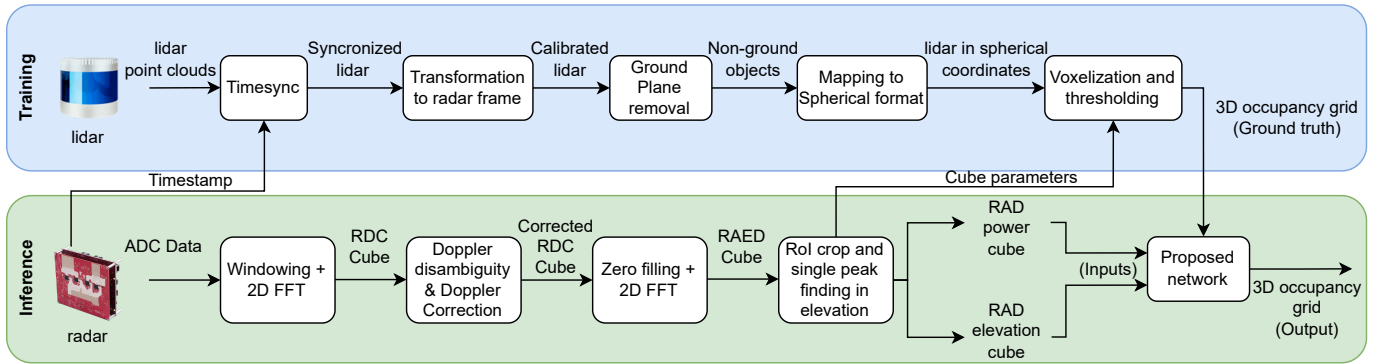 Training
lidar
point clouds
lidar
Timesync
Syncronized
lidar
Transformation
to radar frame
Calibrated
lidar
Ground
Plane
removal
Non-ground
objects
Mapping to
Spherical format
lidar in spherical
coordinates
Voxelization and
thresholding
3D occupancy grid
(Ground truth)
Timestamp
Cube parameters
Inference
radar
ADC Data
Windowing +
2D FFT
RDC
Cube
Doppler
disambiguity
& Doppler
Correction
Corrected
RDC
Cube
Zero filling +
2D FFT
RAED
Cube
RoI crop and
single peak
finding in
elevation
RAD
power
cube
(Inputs)
RAD
elevation
cube
Proposed
network
3D occupancy
grid
(Output)